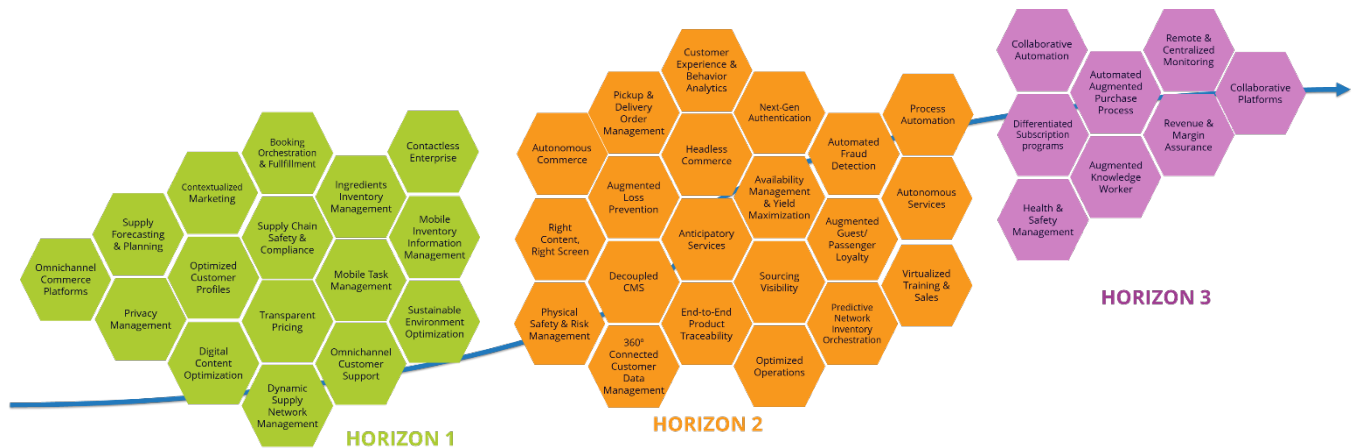 Omnichannel
Commerce
Platforms
Supply
Forecasting
& Planning
Privacy
Management
Contextualized
Marketing
Optimized
Customer
Profiles
Digital
Content
Optimization
Booking
Orchestration
& Fullfillment
Supply Chain
Safety &
Compliance
Transparent
Pricing
Dynamic
Supply
Network
Management
Ingredients
Inventory
Management
Mobile Task
Management
Omnichannel
Customer
Support
Contactless
Enterprise
Mobile
Inventory
Information
Management
Sustainable
Environment
Optimization
HORIZON 1
Autonomous
Commerce
Right
Content,
Right Screen
Physical
Safety & Risk
Management
Pickup &
Delivery
Order
Management
Augmented
Loss
Prevention
Decoupled
CMS
360°
Connected
Customer
Data
Management
Customer
Experience &
Behavior
Analytics
Headless
Commerce
Anticipatory
Services
End-to-End
Product
Traceability
Next-Gen
Authentication
Availability
Management
& Yield
Maximization
Sourcing
Visibility
Optimized
Operations
Automated
Fraud
Detection
Augmented
Guest/
Passenger
Loyalty
Predictive
Network
Inventory
Orchestration
Process
Automation
Autonomous
Services
Virtualized
Training &
Sales
HORIZON 2
Collaborative
Automation
Differentiated
Subscription
programs
Health &
Safety
Management
Automated
Augmented
Purchase
Process
Augmented
Knowledge
Worker
Remote &
Centralized
Monitoring
Revenue &
Margin
Assurance
Collaborative
Platforms
HORIZON 3